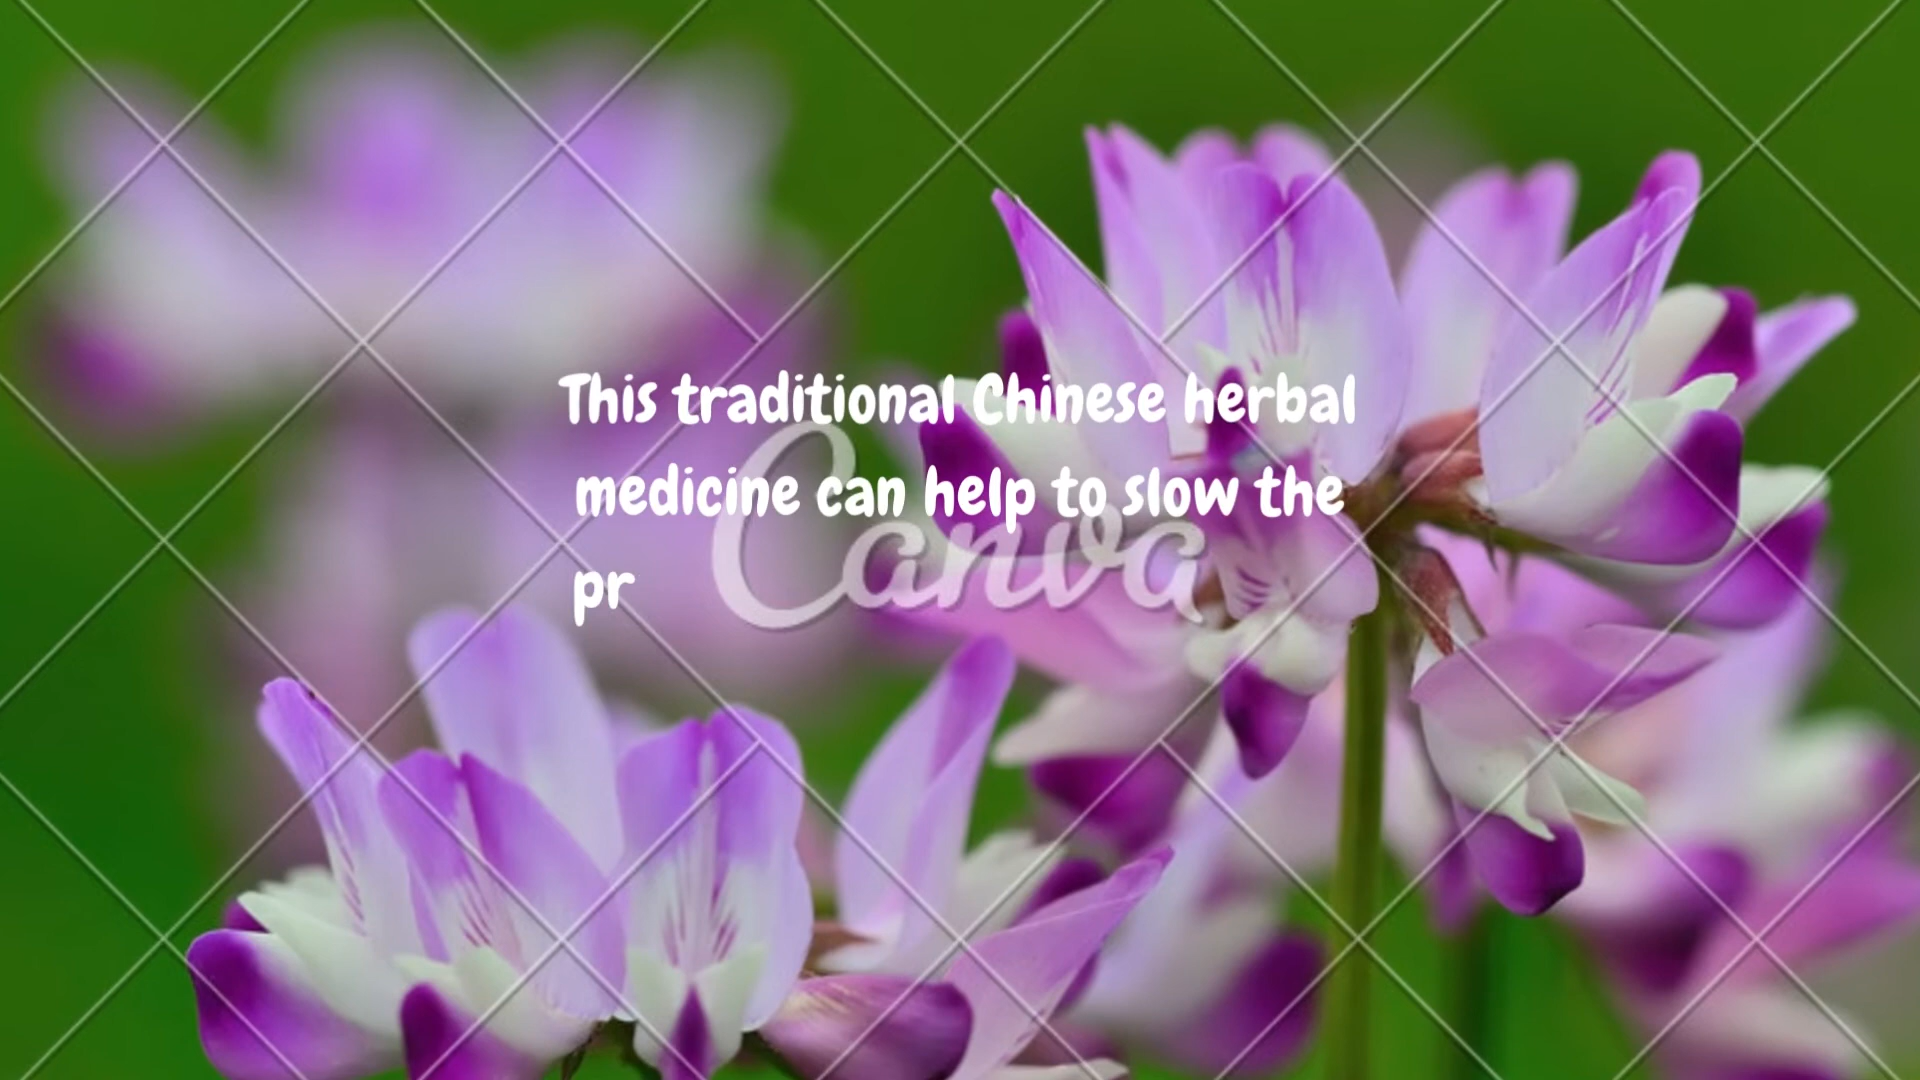 This traditional Chinese herbal
medicine can help to slow the
pr
Canva